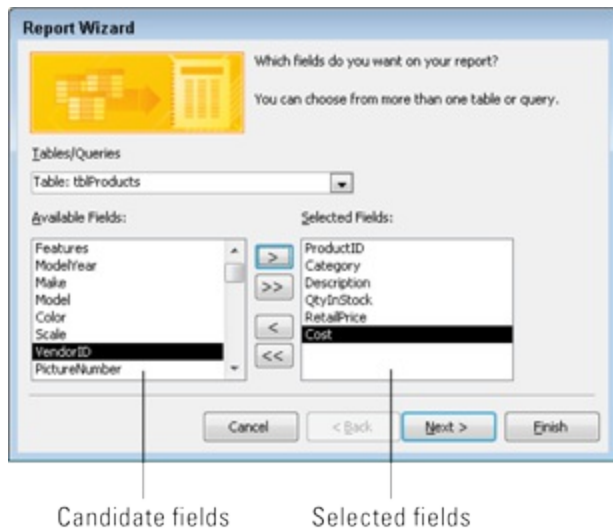 Report Wizard
Which fields do you want on your report?
You can choose from more than one table or query.
Tables/Queries
Table: tblProducts
Available Fields:
Features
ModelYear
Make
Model
Color
Scale
VendorID
PictureNumber
>
>>
<
<<
Selected Fields:
ProductID
Category
Description
QtyInStock
RetailPrice
Cost
Cancel
< Back
Next >
Finish
Candidate fields
Selected fields